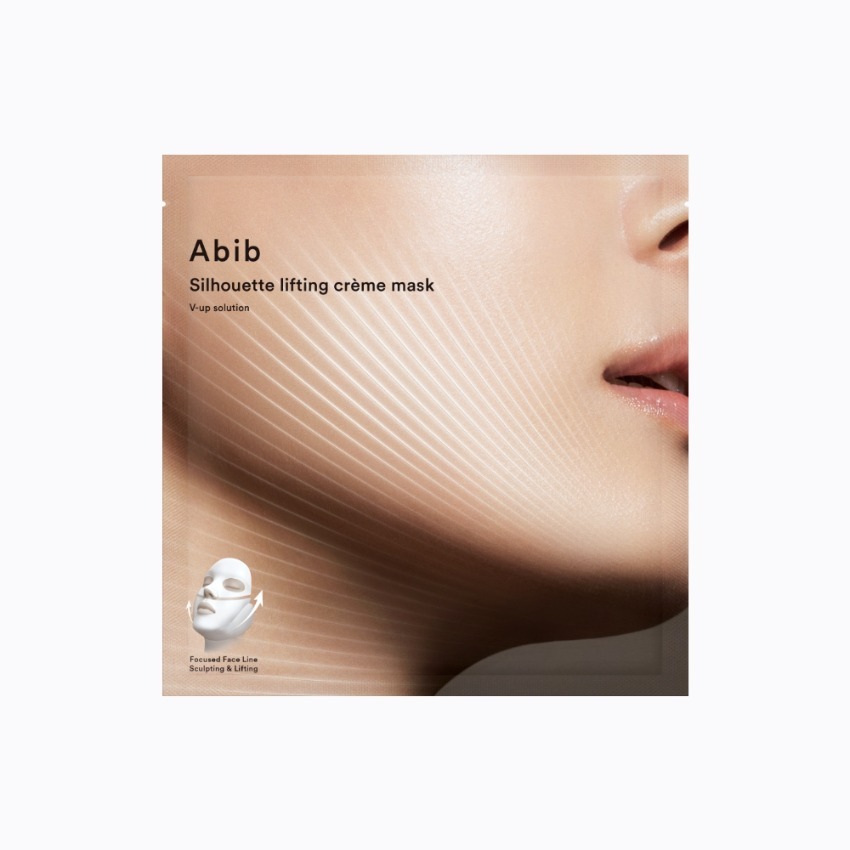 Abib
Silhouette lifting crème mask
V-up solution
Focused Face Line
Sculpting & Lifting